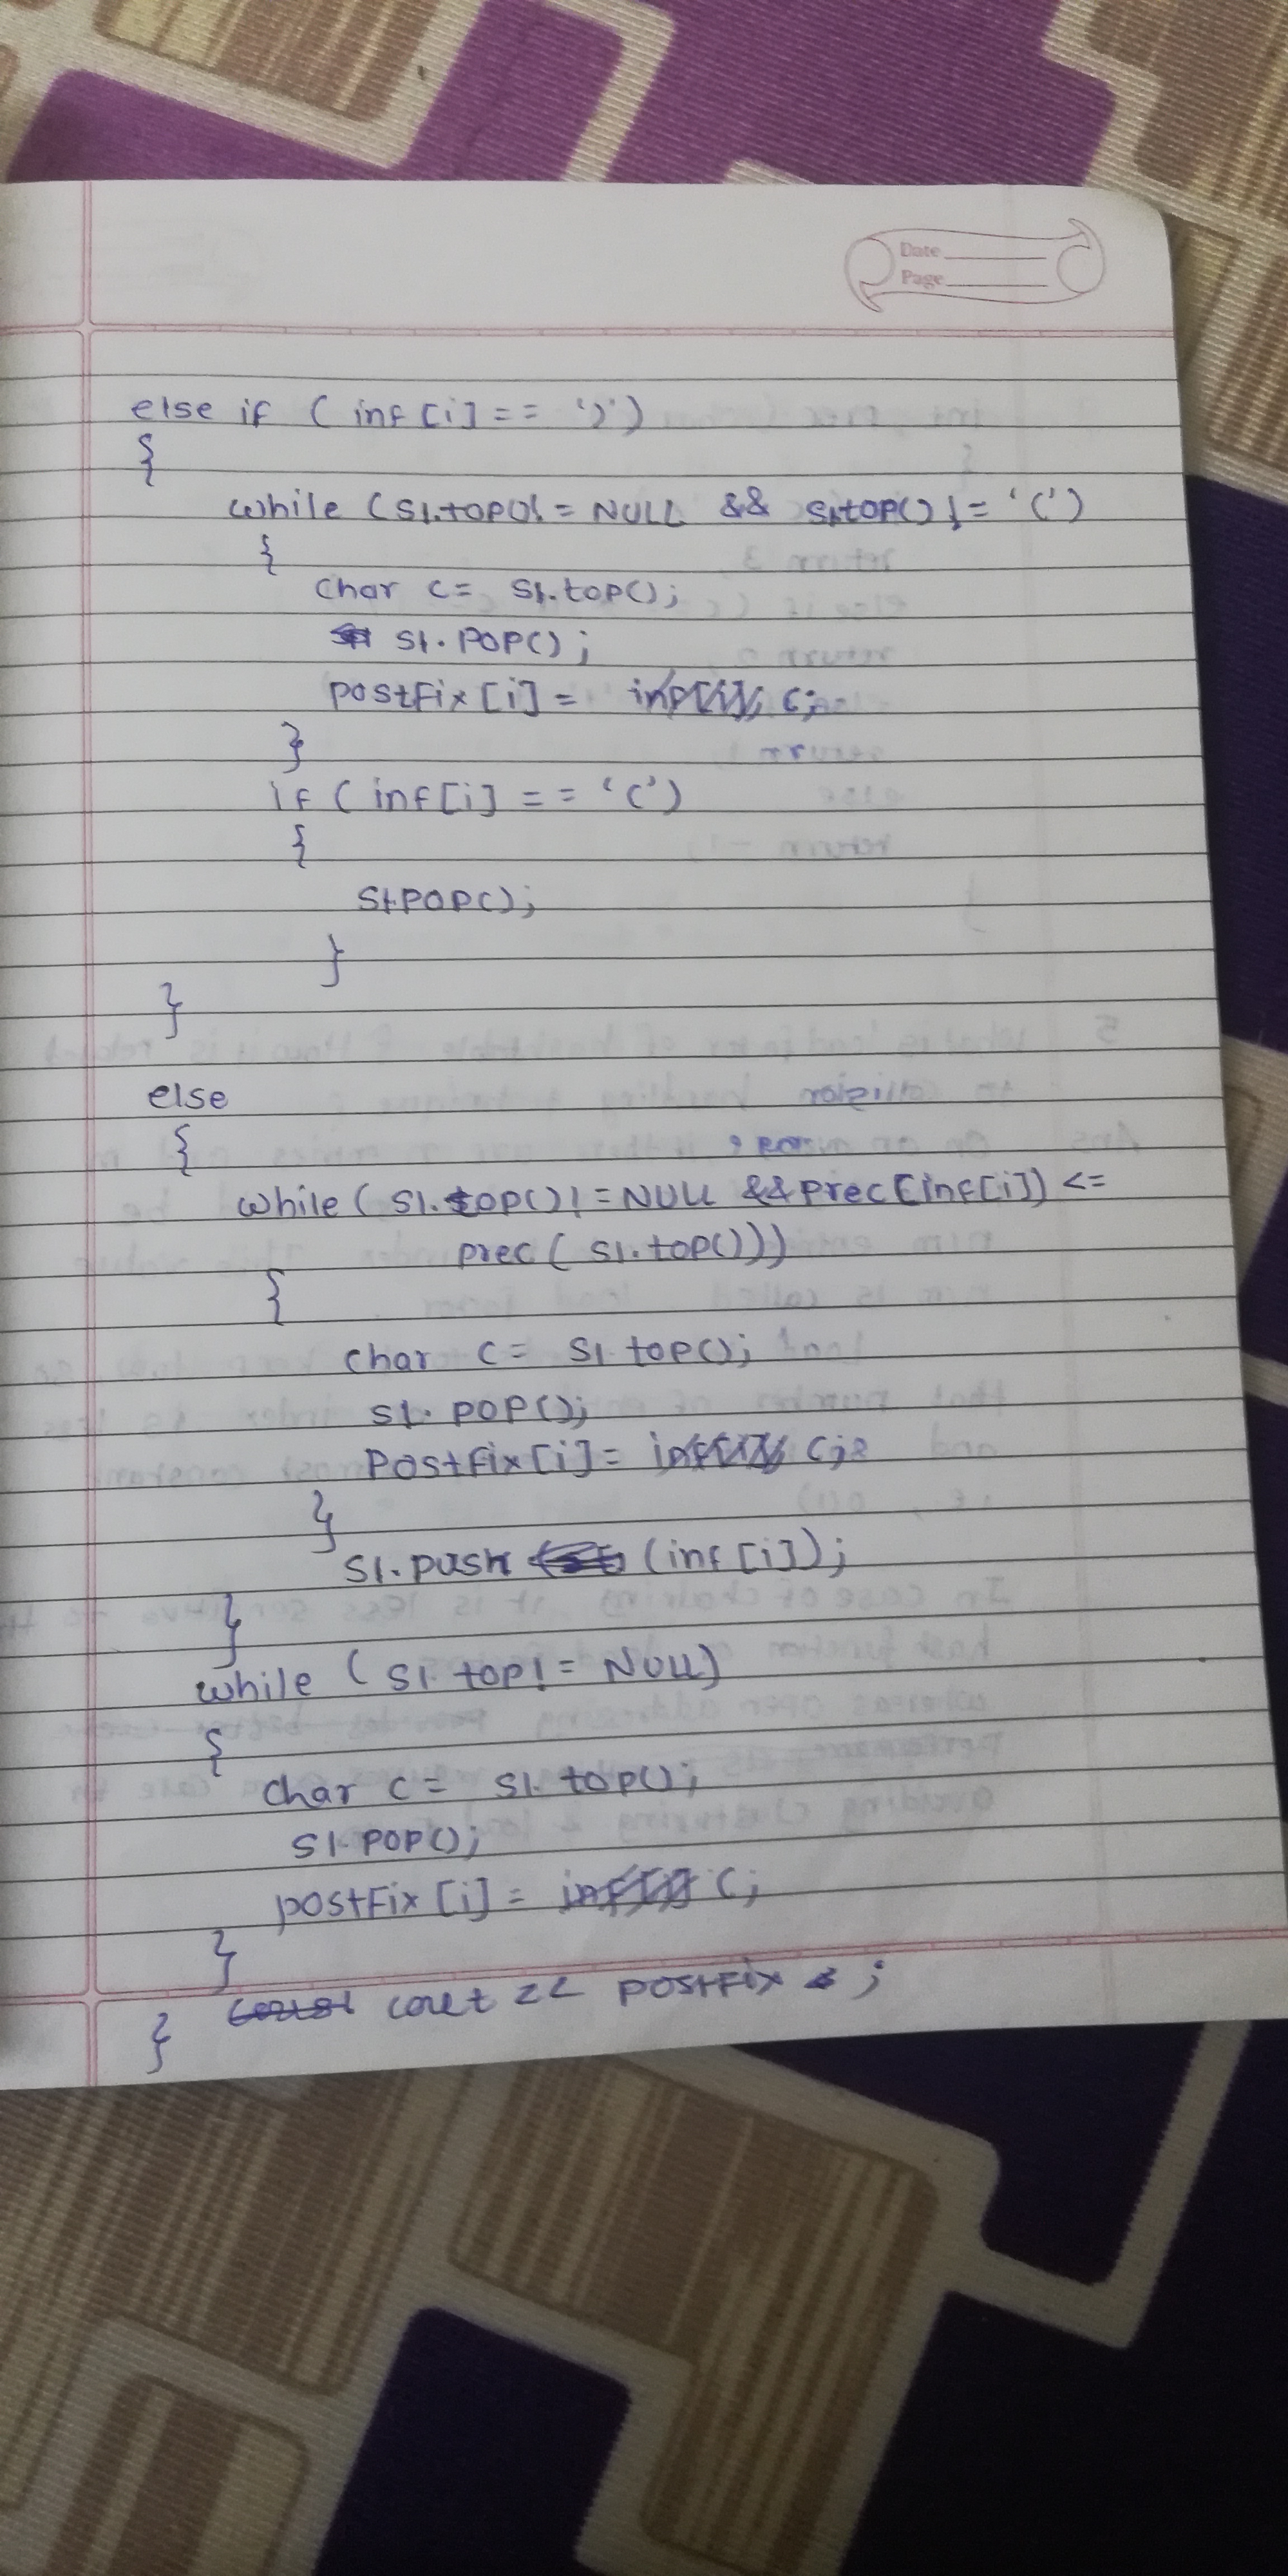 Date
Page
else if ( inf [i] == ')')
{
while (S1.top()!= NULL && S1.top() != '(')
{
char c= S1.top();
S1.pop();
postfix [i] = c;
}
if ( inf [i] == '(')
{
S1.pop();
}
}
else
{
while ( S1.top()!=NULL &&prec[inf[i]) <=
prec ( S1.top()))
{
char c= S1 top();
S1. pop();
Postfix [i]= c;
}
S1.push (inf [i]);
}
while ( S1. top!= NULL)
{
char c= S1. top();
S1.pop();
postfix [i] = c;
}
cout << postfix ;
}